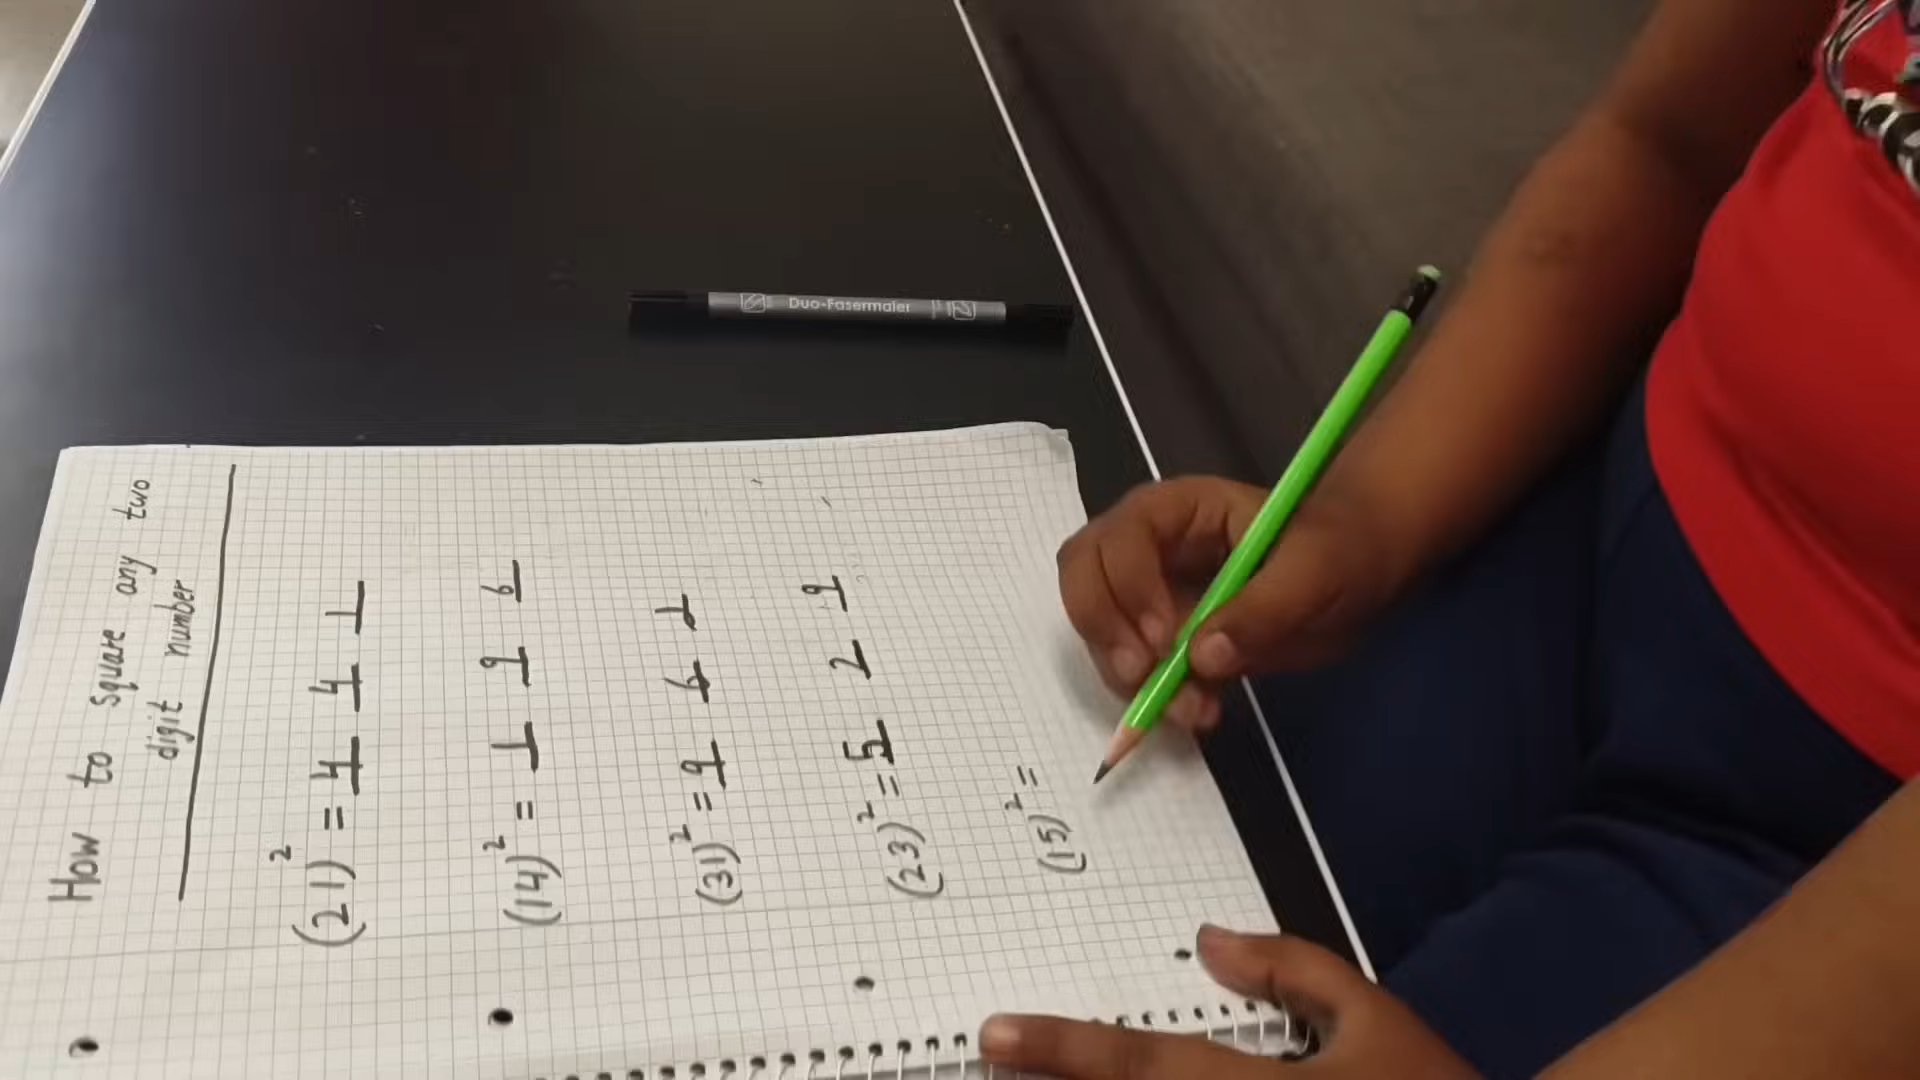 How to square any two
digit number
(21)² = 4 4 1
(14)² = 1 9 6
(31)² = 9 6 1
(23)² = 5 2 9
(15)² =
Duo-Fasermaler